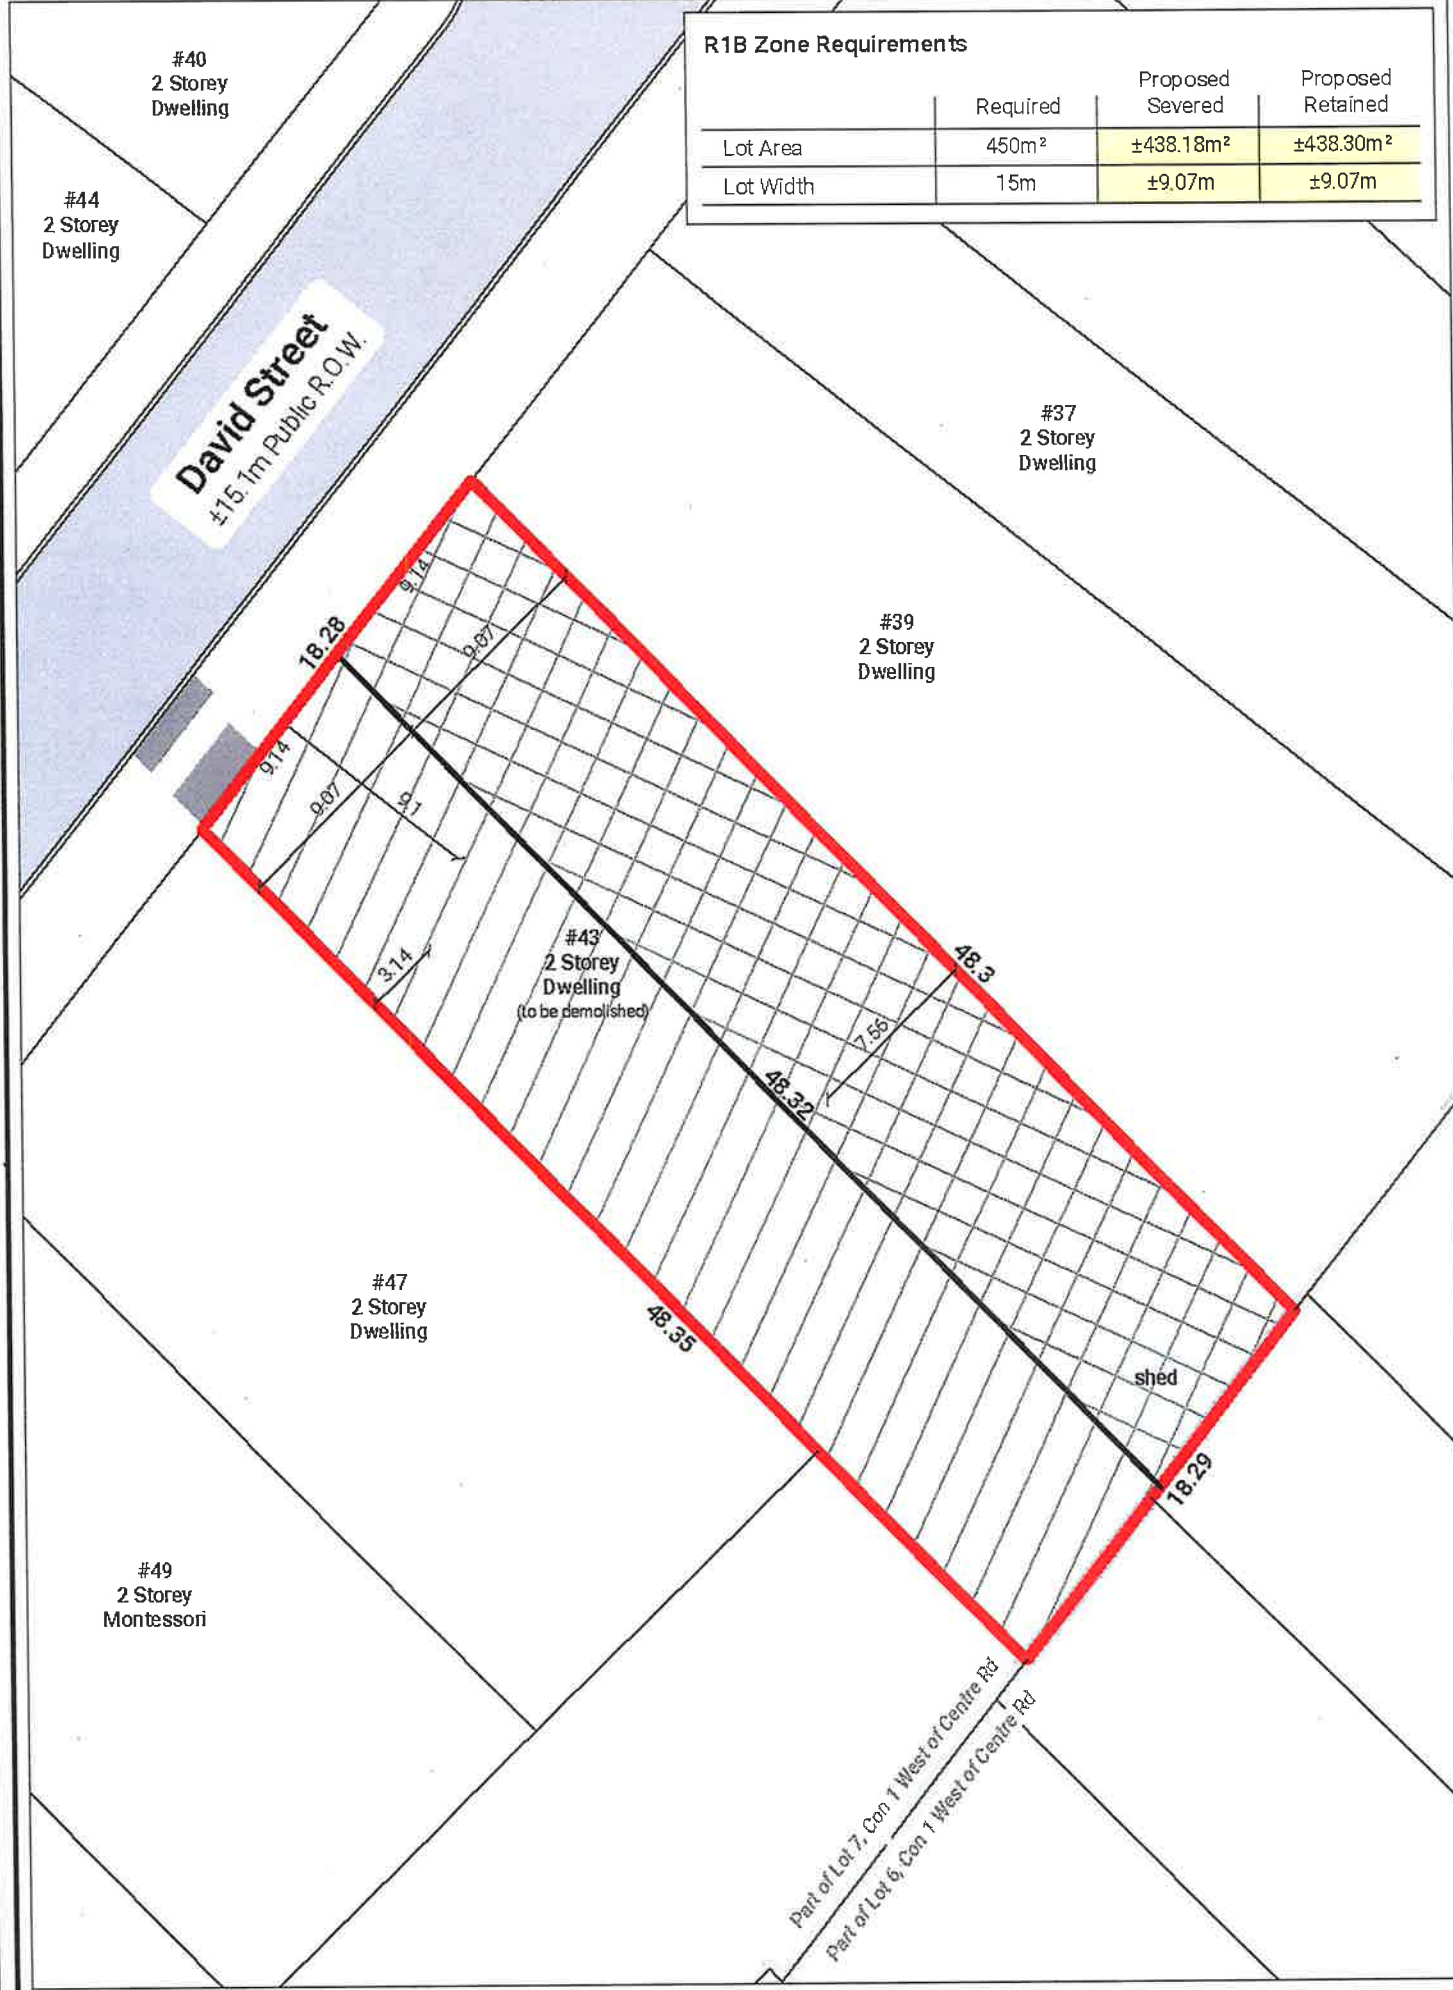 R1B Zone Requirements
Required
Proposed
Severed
Proposed
Retained
Lot Area
450m²
±438.18m²
±438.30m²
Lot Width
15m
±9.07m
±9.07m
#40
2 Storey
Dwelling
#44
2 Storey
Dwelling
David Street
±15.1m Public R.O.W.
#37
2 Storey
Dwelling
#39
2 Storey
Dwelling
18.28
9.14
9.07
9.14
9.07
9.1
3.14
#43
2 Storey
Dwelling
(to be demolished)
48.3
7.56
48.32
#47
2 Storey
Dwelling
48.35
shed
18.29
#49
2 Storey
Montessori
Part of Lot 7, Con 1 West of Centre Rd
Part of Lot 6, Con 1 West of Centre Rd